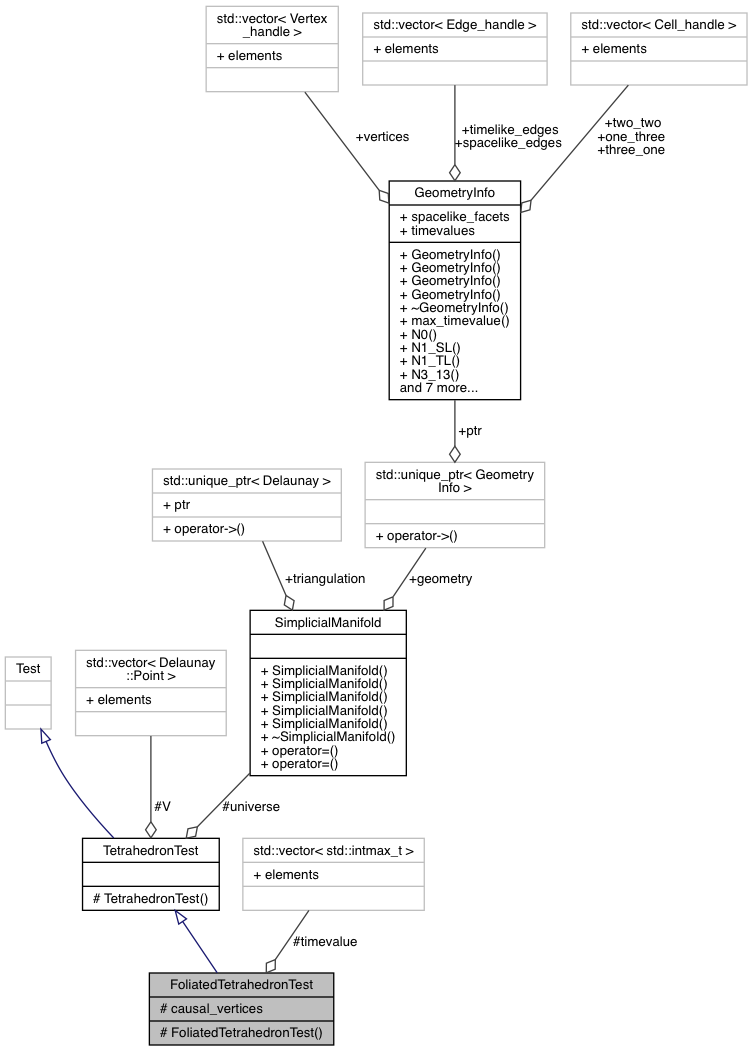 std::vector< Vertex
_handle >
+ elements
std::vector< Edge_handle >
+ elements
std::vector< Cell_handle >
+ elements
+vertices
+timelike_edges
+spacelike_edges
+two_two
+one_three
+three_one
GeometryInfo
+ spacelike_facets
+ timevalues
+ GeometryInfo()
+ GeometryInfo()
+ GeometryInfo()
+ GeometryInfo()
+ ~GeometryInfo()
+ max_timevalue()
+ N0()
+ N1_SL()
+ N1_TL()
+ N3_13()
and 7 more...
+ptr
std::unique_ptr< Delaunay >
+ ptr
+ operator->()
std::unique_ptr< Geometry
Info >
+ operator->()
+triangulation
+geometry
SimplicialManifold
+ SimplicialManifold()
+ SimplicialManifold()
+ SimplicialManifold()
+ SimplicialManifold()
+ SimplicialManifold()
+ ~SimplicialManifold()
+ operator=()
+ operator=()
Test
std::vector< Delaunay
::Point >
+ elements
#V
#universe
TetrahedronTest
# TetrahedronTest()
std::vector< std::intmax_t >
+ elements
#timevalue
FoliatedTetrahedronTest
# causal_vertices
# FoliatedTetrahedronTest()